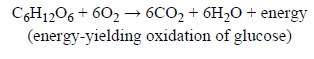 C₆H₁₂O₆ + 6O₂ → 6CO₂ + 6H₂O + energy
(energy-yielding oxidation of glucose)